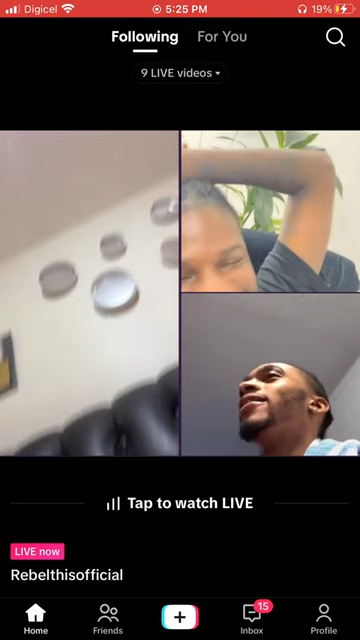 Digicel 5:25 PM 19%
Following For You
9 LIVE videos
Tap to watch LIVE
LIVE now
Rebelthisofficial
15
Home Friends Inbox Profile